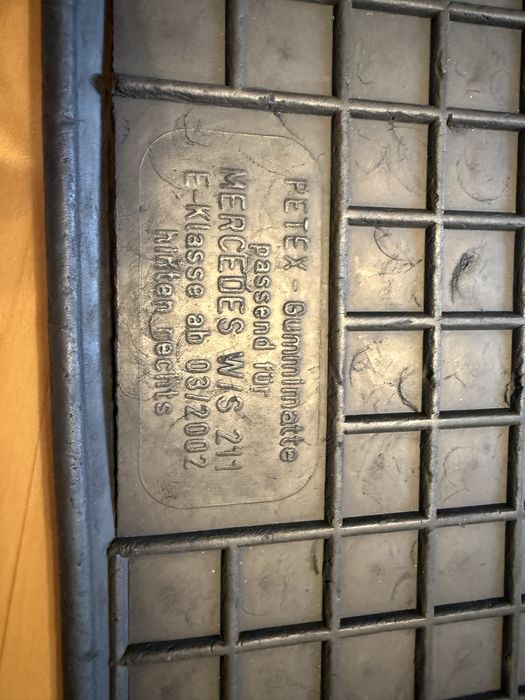 PETEX - Gummimatte
passend für
MERCEDES W/S 211
E-Klasse ab 03/2002
hinten rechts